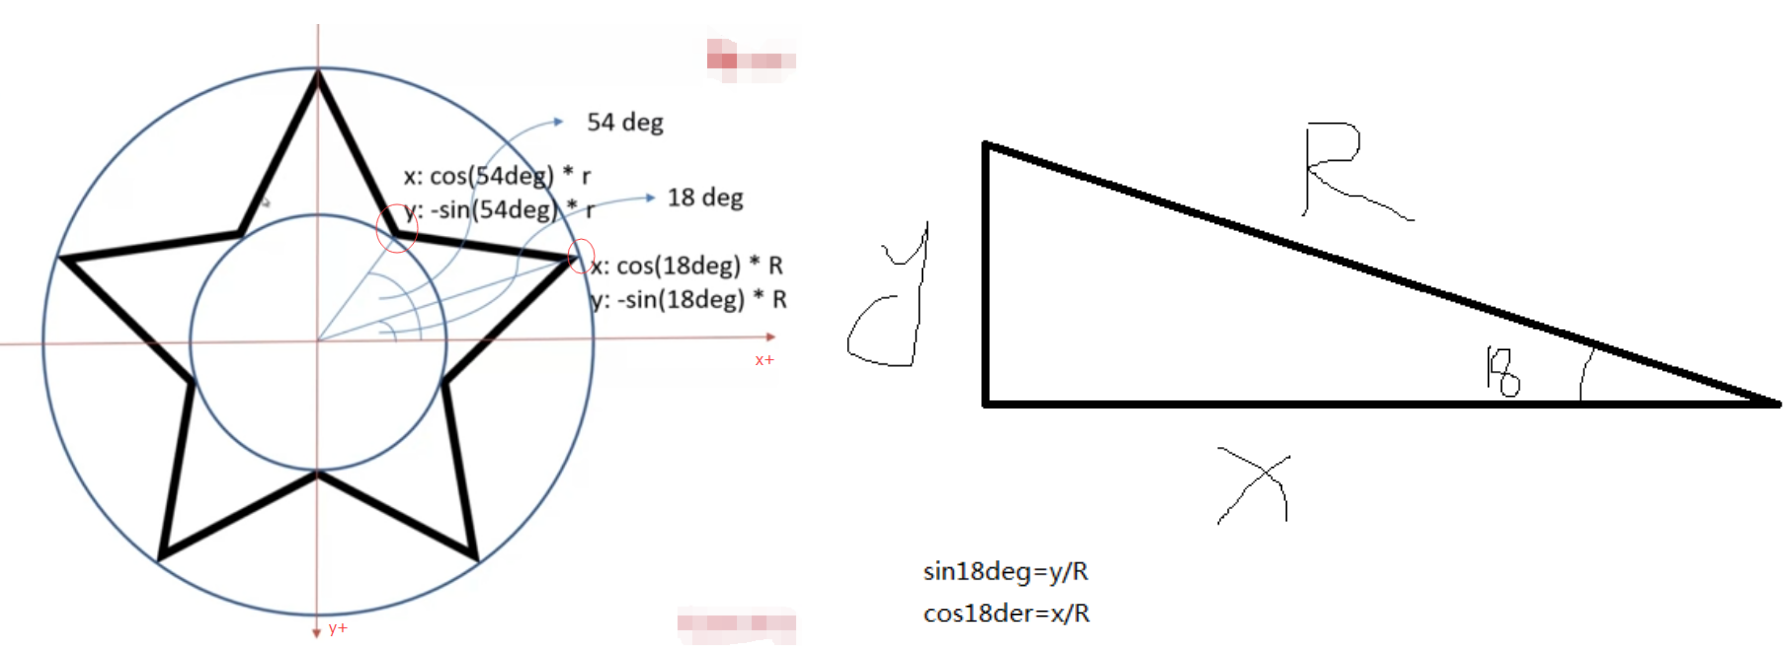 54 deg
x: cos(54deg) * r
y: -sin(54deg) * r
18 deg
x: cos(18deg) * R
y: -sin(18deg) * R
x+
y+
R
y
18
x
sin18deg=y/R
cos18der=x/R